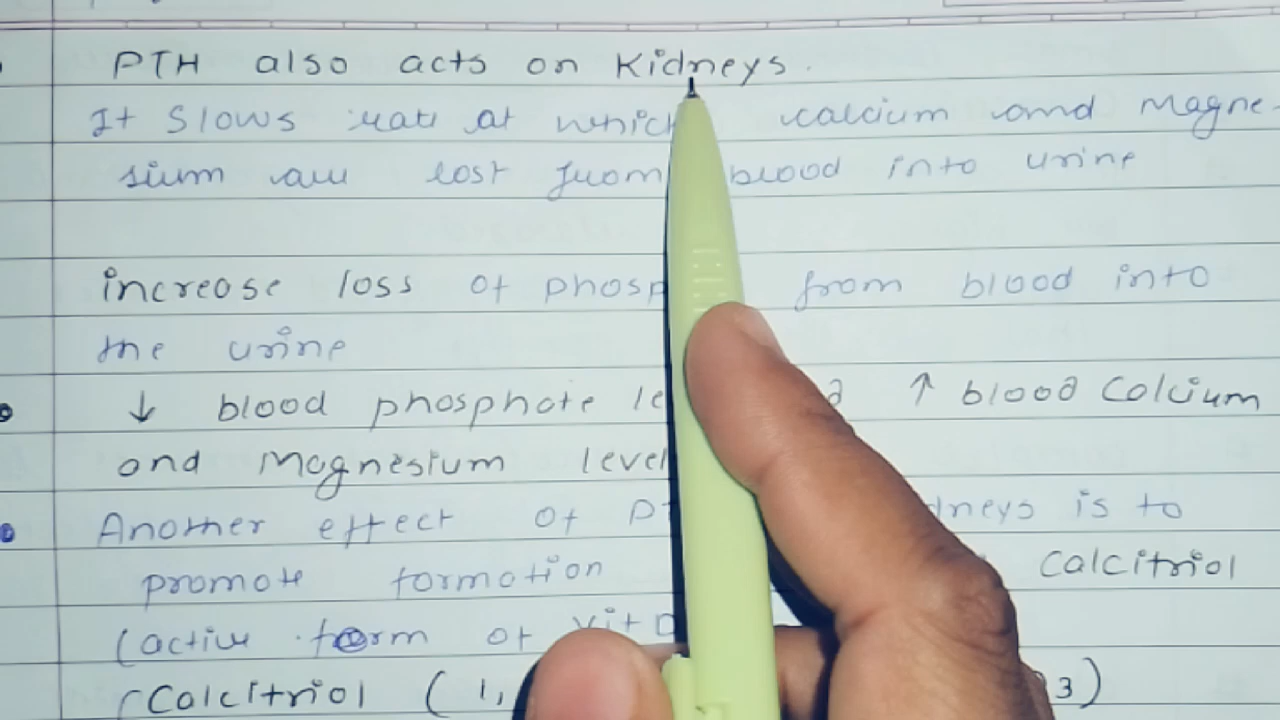 PTH also acts on Kidneys.
It Slows rate at which calcium and Magne-
sium are lost from blood into urine
increase loss of phosp from blood into
the urine
↓ blood phosphate le ↑ blood Calcium
and Magnesium level
Another effect of is to
promote formation Calcitriol
(active form of vit D
(Calcitriol (1, 3)